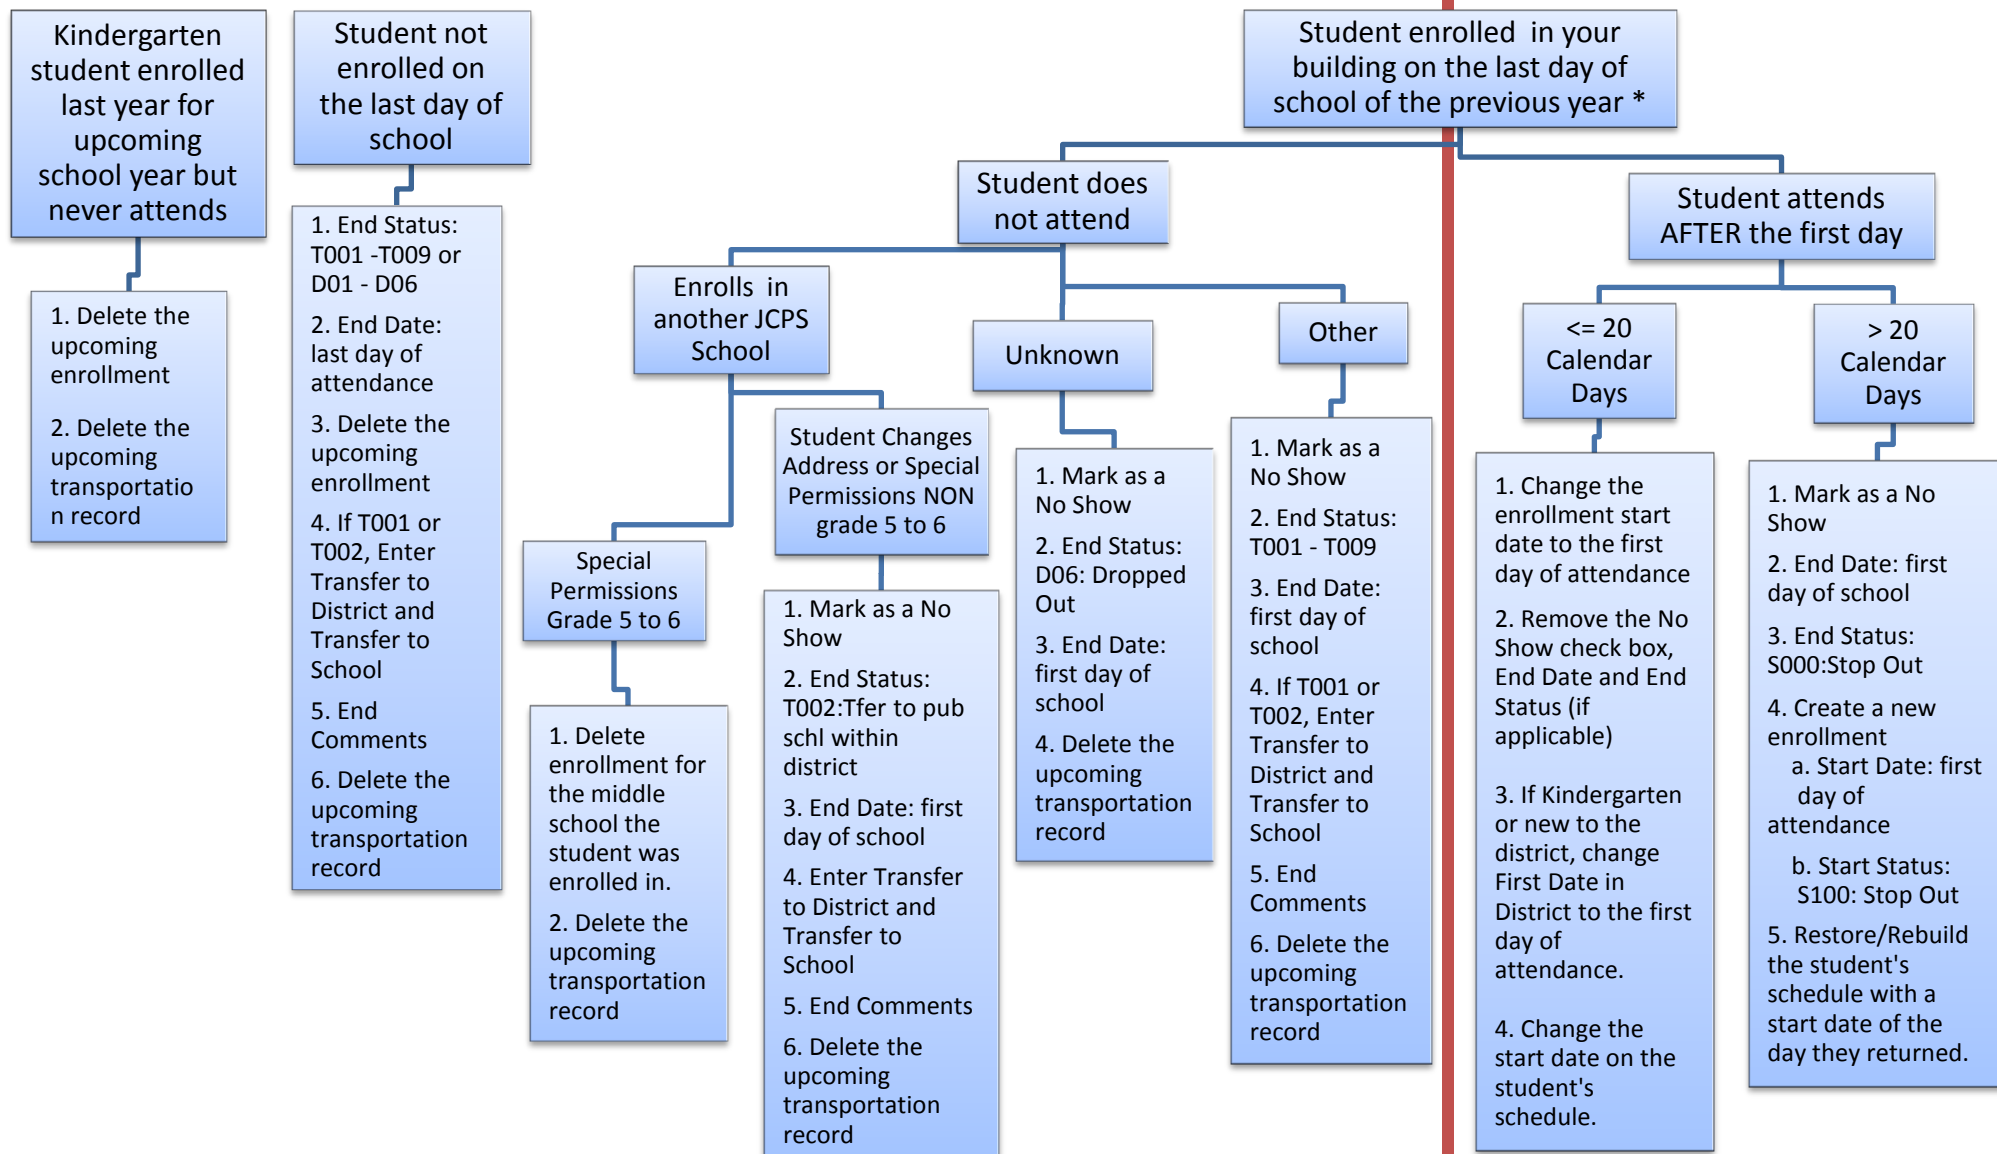 Kindergarten
student enrolled
last year for
upcoming
school year but
never attends
1. Delete the
upcoming
enrollment
2. Delete the
upcoming
transportatio
n record
Student not
enrolled on
the last day of
school
1. End Status:
T001 -T009 or
D01 - D06
2. End Date:
last day of
attendance
3. Delete the
upcoming
enrollment
4. If T001 or
T002, Enter
Transfer to
District and
Transfer to
School
5. End
Comments
6. Delete the
upcoming
transportation
record
Student enrolled in your
building on the last day of
school of the previous year *
Student does
not attend
Enrolls in
another JCPS
School
Special
Permissions
Grade 5 to 6
1. Delete
enrollment for
the middle
school the
student was
enrolled in.
2. Delete the
upcoming
transportation
record
Student Changes
Address or Special
Permissions NON
grade 5 to 6
1. Mark as a No
Show
2. End Status:
T002:Tfer to pub
schl within
district
3. End Date: first
day of school
4. Enter Transfer
to District and
Transfer to
School
5. End Comments
6. Delete the
upcoming
transportation
record
Unknown
1. Mark as a
No Show
2. End Status:
D06: Dropped
Out
3. End Date:
first day of
school
4. Delete the
upcoming
transportation
record
Other
1. Mark as a
No Show
2. End Status:
T001 - T009
3. End Date:
first day of
school
4. If T001 or
T002, Enter
Transfer to
District and
Transfer to
School
5. End
Comments
6. Delete the
upcoming
transportation
record
Student attends
AFTER the first day
<= 20
Calendar
Days
1. Change the
enrollment start
date to the first
day of attendance
2. Remove the No
Show check box,
End Date and End
Status (if
applicable)
3. If Kindergarten
or new to the
district, change
First Date in
District to the first
day of
attendance.
4. Change the
start date on the
student's
schedule.
> 20
Calendar
Days
1. Mark as a No
Show
2. End Date: first
day of school
3. End Status:
S000:Stop Out
4. Create a new
enrollment
a. Start Date: first
day of
attendance
b. Start Status:
S100: Stop Out
5. Restore/Rebuild
the student's
schedule with a
start date of the
day they returned.